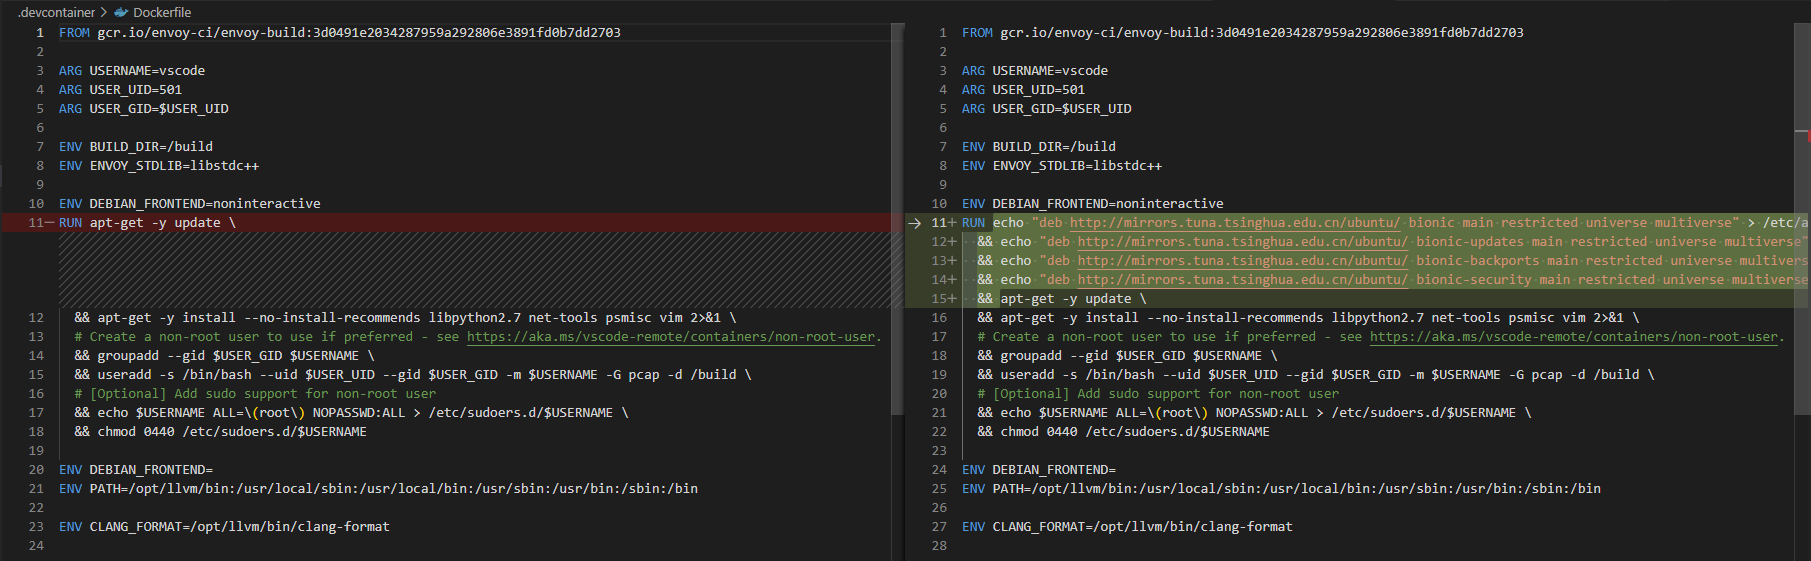 .devcontainer > Dockerfile
1 FROM gcr.io/envoy-ci/envoy-build:3d0491e2034287959a292806e3891fd0b7dd2703
2
3 ARG USERNAME=vscode
4 ARG USER_UID=501
5 ARG USER_GID=$USER_UID
6
7 ENV BUILD_DIR=/build
8 ENV ENVOY_STDLIB=libstdc++
9
10 ENV DEBIAN_FRONTEND=noninteractive
11− RUN apt-get -y update \
12 && apt-get -y install --no-install-recommends libpython2.7 net-tools psmisc vim 2>&1 \
13 # Create a non-root user to use if preferred - see https://aka.ms/vscode-remote/containers/non-root-user.
14 && groupadd --gid $USER_GID $USERNAME \
15 && useradd -s /bin/bash --uid $USER_UID --gid $USER_GID -m $USERNAME -G pcap -d /build \
16 # [Optional] Add sudo support for non-root user
17 && echo $USERNAME ALL=\(root\) NOPASSWD:ALL > /etc/sudoers.d/$USERNAME \
18 && chmod 0440 /etc/sudoers.d/$USERNAME
19
20 ENV DEBIAN_FRONTEND=
21 ENV PATH=/opt/llvm/bin:/usr/local/sbin:/usr/local/bin:/usr/sbin:/usr/bin:/sbin:/bin
22
23 ENV CLANG_FORMAT=/opt/llvm/bin/clang-format
24
1 FROM gcr.io/envoy-ci/envoy-build:3d0491e2034287959a292806e3891fd0b7dd2703
2
3 ARG USERNAME=vscode
4 ARG USER_UID=501
5 ARG USER_GID=$USER_UID
6
7 ENV BUILD_DIR=/build
8 ENV ENVOY_STDLIB=libstdc++
9
10 ENV DEBIAN_FRONTEND=noninteractive
11+ RUN echo "deb http://mirrors.tuna.tsinghua.edu.cn/ubuntu/ bionic main restricted universe multiverse" > /etc/a
12+ && echo "deb http://mirrors.tuna.tsinghua.edu.cn/ubuntu/ bionic-updates main restricted universe multiverse"
13+ && echo "deb http://mirrors.tuna.tsinghua.edu.cn/ubuntu/ bionic-backports main restricted universe multivers
14+ && echo "deb http://mirrors.tuna.tsinghua.edu.cn/ubuntu/ bionic-security main restricted universe multiverse
15+ && apt-get -y update \
16 && apt-get -y install --no-install-recommends libpython2.7 net-tools psmisc vim 2>&1 \
17 # Create a non-root user to use if preferred - see https://aka.ms/vscode-remote/containers/non-root-user.
18 && groupadd --gid $USER_GID $USERNAME \
19 && useradd -s /bin/bash --uid $USER_UID --gid $USER_GID -m $USERNAME -G pcap -d /build \
20 # [Optional] Add sudo support for non-root user
21 && echo $USERNAME ALL=\(root\) NOPASSWD:ALL > /etc/sudoers.d/$USERNAME \
22 && chmod 0440 /etc/sudoers.d/$USERNAME
23
24 ENV DEBIAN_FRONTEND=
25 ENV PATH=/opt/llvm/bin:/usr/local/sbin:/usr/local/bin:/usr/sbin:/usr/bin:/sbin:/bin
26
27 ENV CLANG_FORMAT=/opt/llvm/bin/clang-format
28